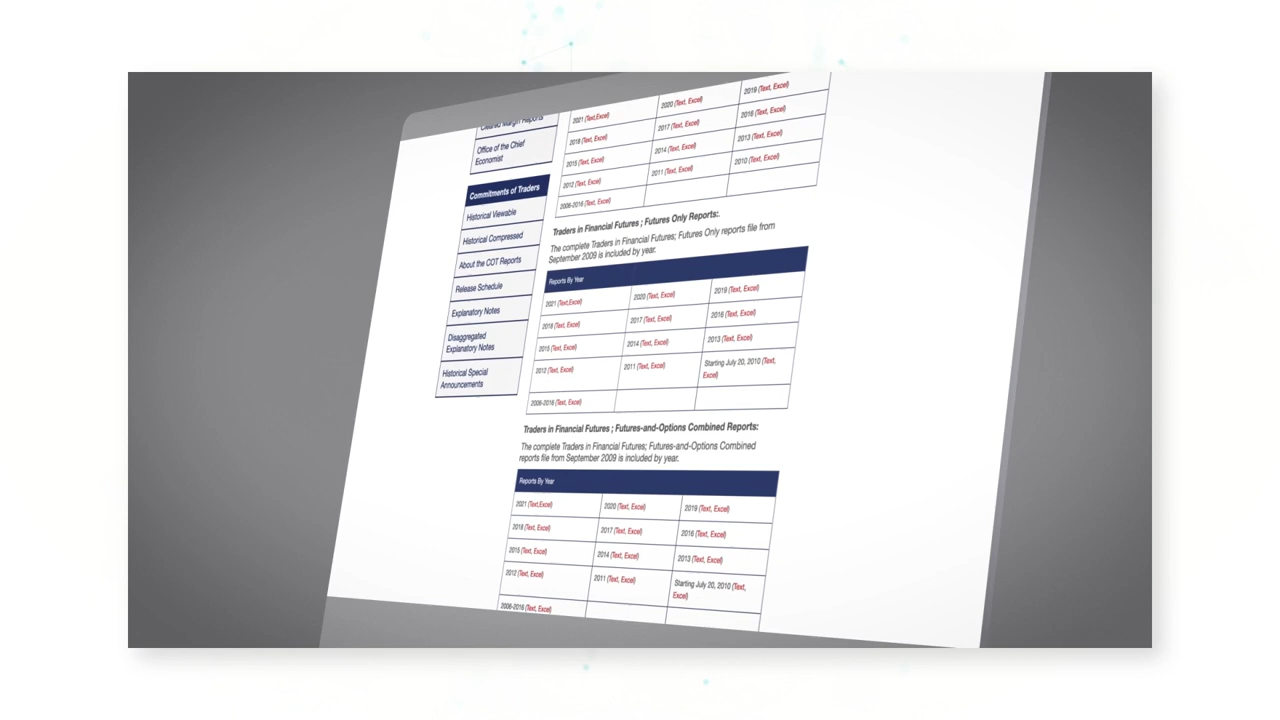 Cleared Margin Reports
Office of the Chief
Economist
Commitments of Traders
Historical Viewable
Historical Compressed
About the COT Reports
Release Schedule
Explanatory Notes
Disaggregated
Explanatory Notes
Historical Special
Announcements
2021 (Text,Excel) 2020 (Text, Excel) 2019 (Text, Excel)
2018 (Text, Excel) 2017 (Text, Excel) 2016 (Text, Excel)
2015 (Text, Excel) 2014 (Text, Excel) 2013 (Text, Excel)
2012 (Text, Excel) 2011 (Text, Excel) 2010 (Text, Excel)
2006-2016 (Text, Excel)
Traders in Financial Futures ; Futures Only Reports:
The complete Traders in Financial Futures; Futures Only reports file from
September 2009 is included by year.
Reports By Year
2021 (Text,Excel) 2020 (Text, Excel) 2019 (Text, Excel)
2018 (Text, Excel) 2017 (Text, Excel) 2016 (Text, Excel)
2015 (Text, Excel) 2014 (Text, Excel) 2013 (Text, Excel)
2012 (Text, Excel) 2011 (Text, Excel) Starting July 20, 2010 (Text,
Excel)
2006-2016 (Text, Excel)
Traders in Financial Futures ; Futures-and-Options Combined Reports:
The complete Traders in Financial Futures; Futures-and-Options Combined
reports file from September 2009 is included by year.
Reports By Year
2021 (Text,Excel) 2020 (Text, Excel) 2019 (Text, Excel)
2018 (Text, Excel) 2017 (Text, Excel) 2016 (Text, Excel)
2015 (Text, Excel) 2014 (Text, Excel) 2013 (Text, Excel)
2012 (Text, Excel) 2011 (Text, Excel) Starting July 20, 2010 (Text,
Excel)
2006-2016 (Text, Excel)